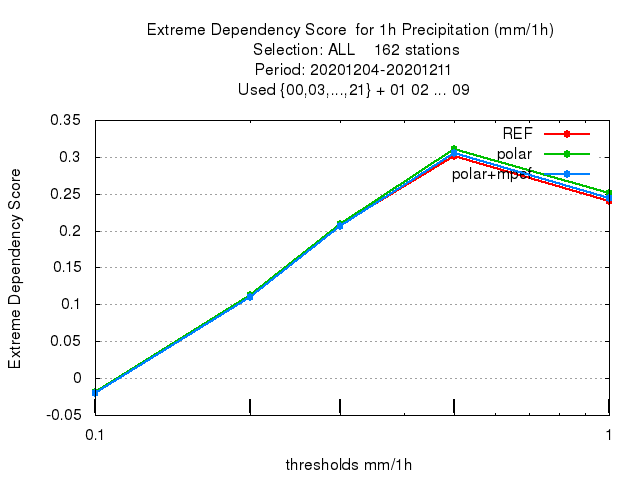 Extreme Dependency Score  for 1h Precipitation (mm/1h)
Selection: ALL    162 stations
Period: 20201204-20201211
Used {00,03,...,21} + 01 02 ... 09
REF
polar
polar+mpef
Extreme Dependency Score
0.35
0.3
0.25
0.2
0.15
0.1
0.05
0
-0.05
0.1
1
thresholds mm/1h